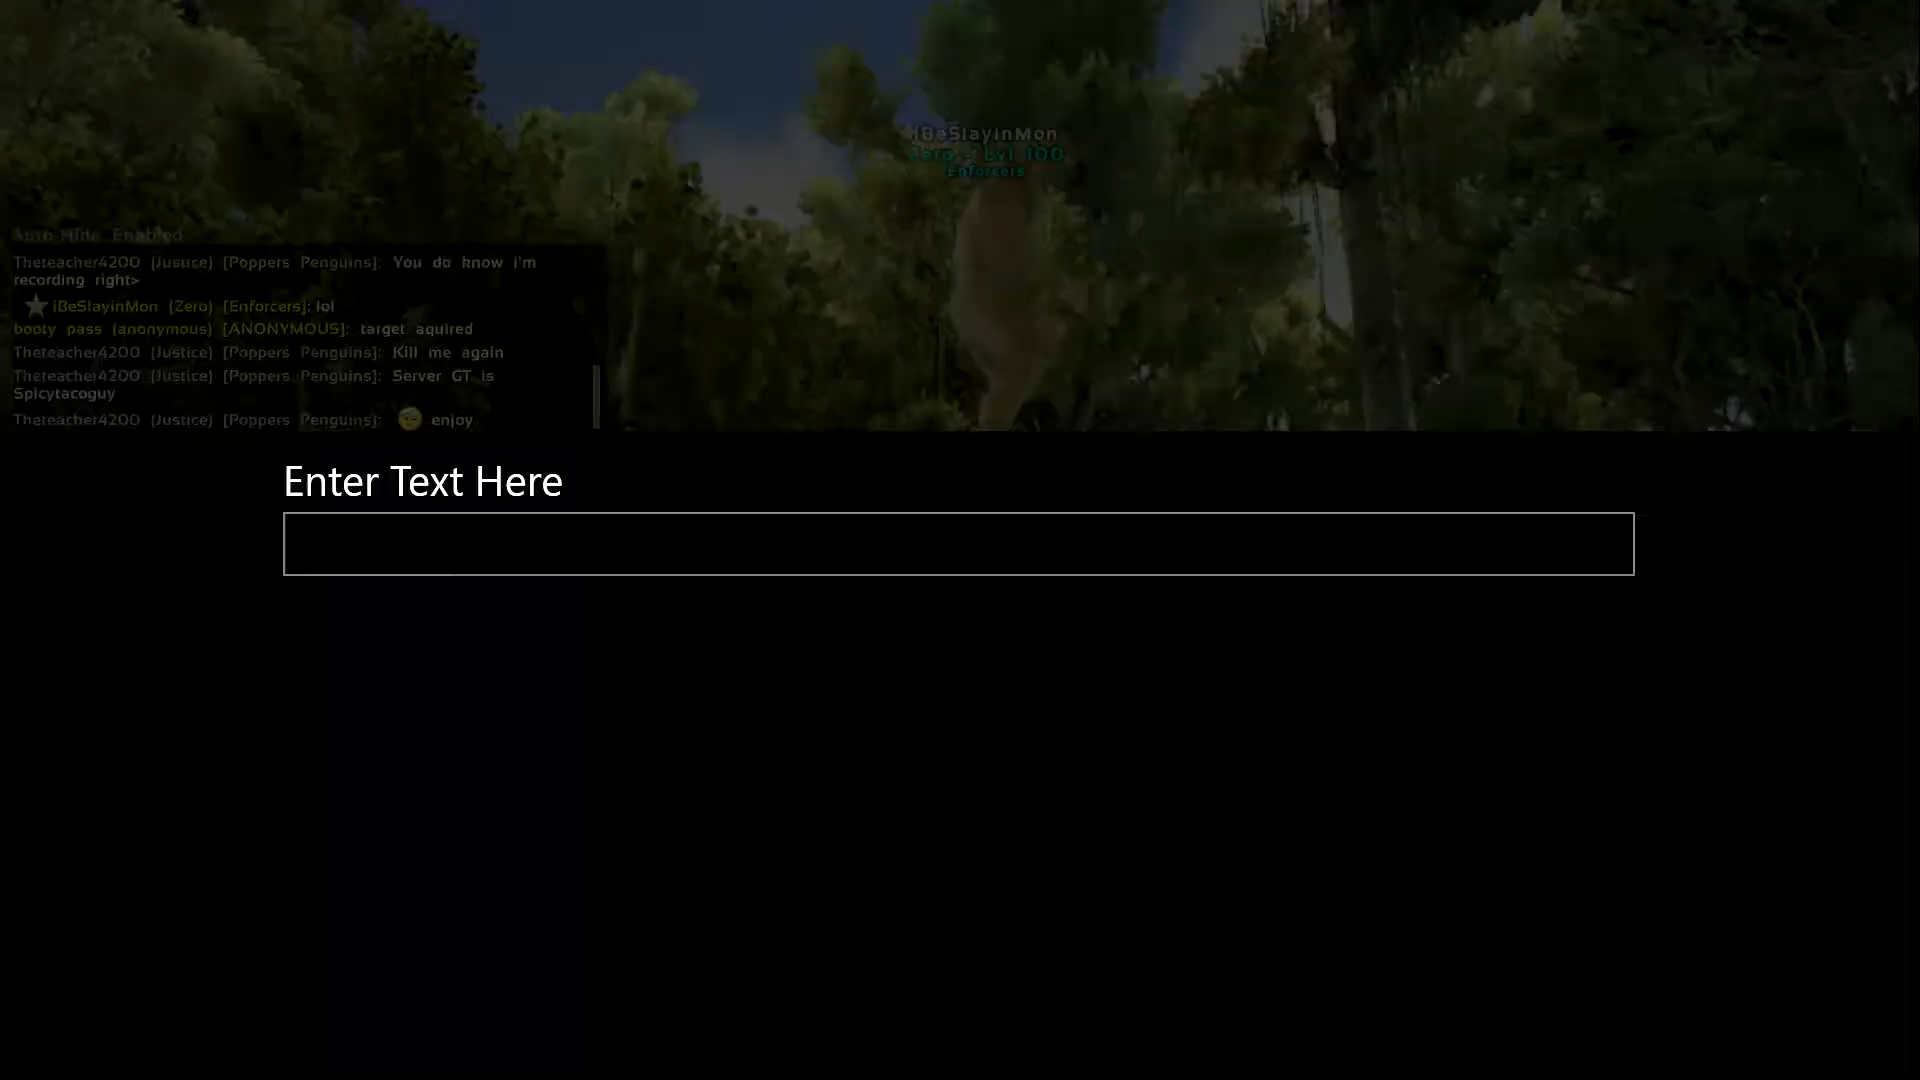 iBeSlayinMon
Zero - Lvl 100
Enforcers
Auto-Hide Enabled
Theteacher4200 (Justice) [Poppers Penguins]: You do know i'm
recording right>
iBeSlayinMon (Zero) [Enforcers]: lol
booty pass (anonymous) [ANONYMOUS]: target aquired
Theteacher4200 (Justice) [Poppers Penguins]: Kill me again
Theteacher4200 (Justice) [Poppers Penguins]: Server GT is
Spicytacoguy
Theteacher4200 (Justice) [Poppers Penguins]: enjoy
Enter Text Here